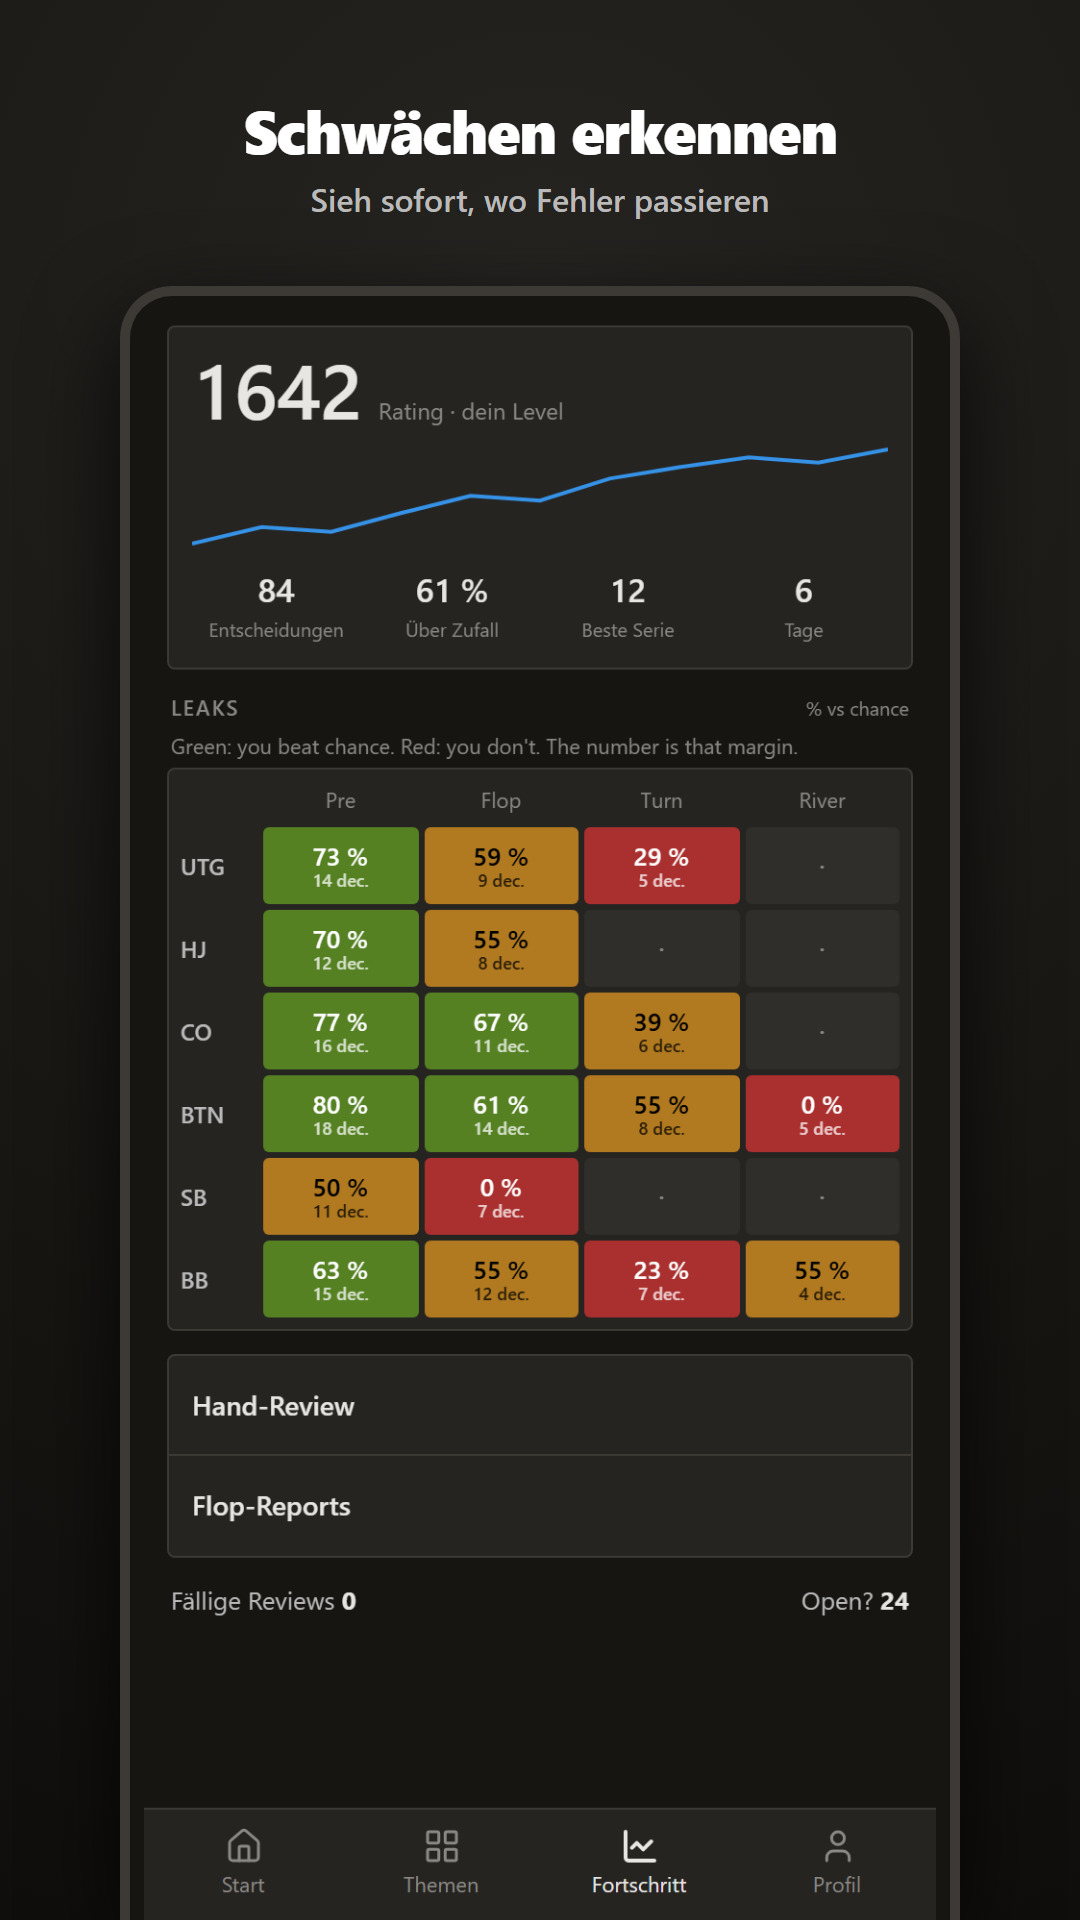 Schwächen erkennen
Sieh sofort, wo Fehler passieren
1642 Rating · dein Level
84 61 % 12 6
Entscheidungen Über Zufall Beste Serie Tage
LEAKS % vs chance
Green: you beat chance. Red: you don't. The number is that margin.
Pre Flop Turn River
UTG 73 % 59 % 29 % ·
14 dec. 9 dec. 5 dec.
HJ 70 % 55 % · ·
12 dec. 8 dec.
CO 77 % 67 % 39 % ·
16 dec. 11 dec. 6 dec.
BTN 80 % 61 % 55 % 0 %
18 dec. 14 dec. 8 dec. 5 dec.
SB 50 % 0 % · ·
11 dec. 7 dec.
BB 63 % 55 % 23 % 55 %
15 dec. 12 dec. 7 dec. 4 dec.
Hand-Review
Flop-Reports
Fällige Reviews 0 Open? 24
Start Themen Fortschritt Profil